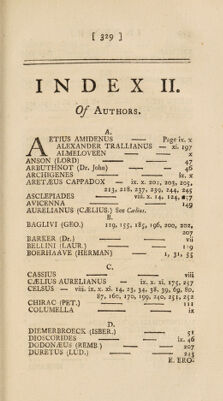 [ 329 ]
INDEX II.
Of AUTHORS.
A.
AETIUS AMIDENUS — Page ix. x
ALEXANDER TRALLIANUS — xi. 197
ALMELOVEEN — x
ANSON (LORD) — 47
ARBUTHNOT (Dr. John) — 46
ARCHIGENES — ix. x
ARETÆUS CAPPADOX — ix. x. 201, 203, 205,
213, 218, 237, 239, 244, 245
ASCLEPIADES — vii. x. 14, 124, 127
AVICENNA — 149
AURELIANUS (CÆLIUS.) See Cælius.
B.
BAGLIVI (GEO.) 119, 155, 185, 196, 200, 202,
207
BARKER (Dr.) — vii
BELLINI (LAUR.) — 119
BOERHAAVE (HERMAN) — 1, 31, 55
C.
CASSIUS — viii
CÆLIUS AURELIANUS — ix. x. xi, 175, 257
CELSUS — viii. ix. x. xi. 14, 23, 34, 38, 39, 69, 80,
87, 160, 170, 199, 240, 251, 252
CHIRAC (PET.) — 111
COLUMELLA — ix
D.
DIEMERBROECK (ISBER.) — 51
DIOSCORIDES — ix. 46
DODONÆUS (REMB.) — 207
DURETUS (LUD.) — 215
E. ERO-